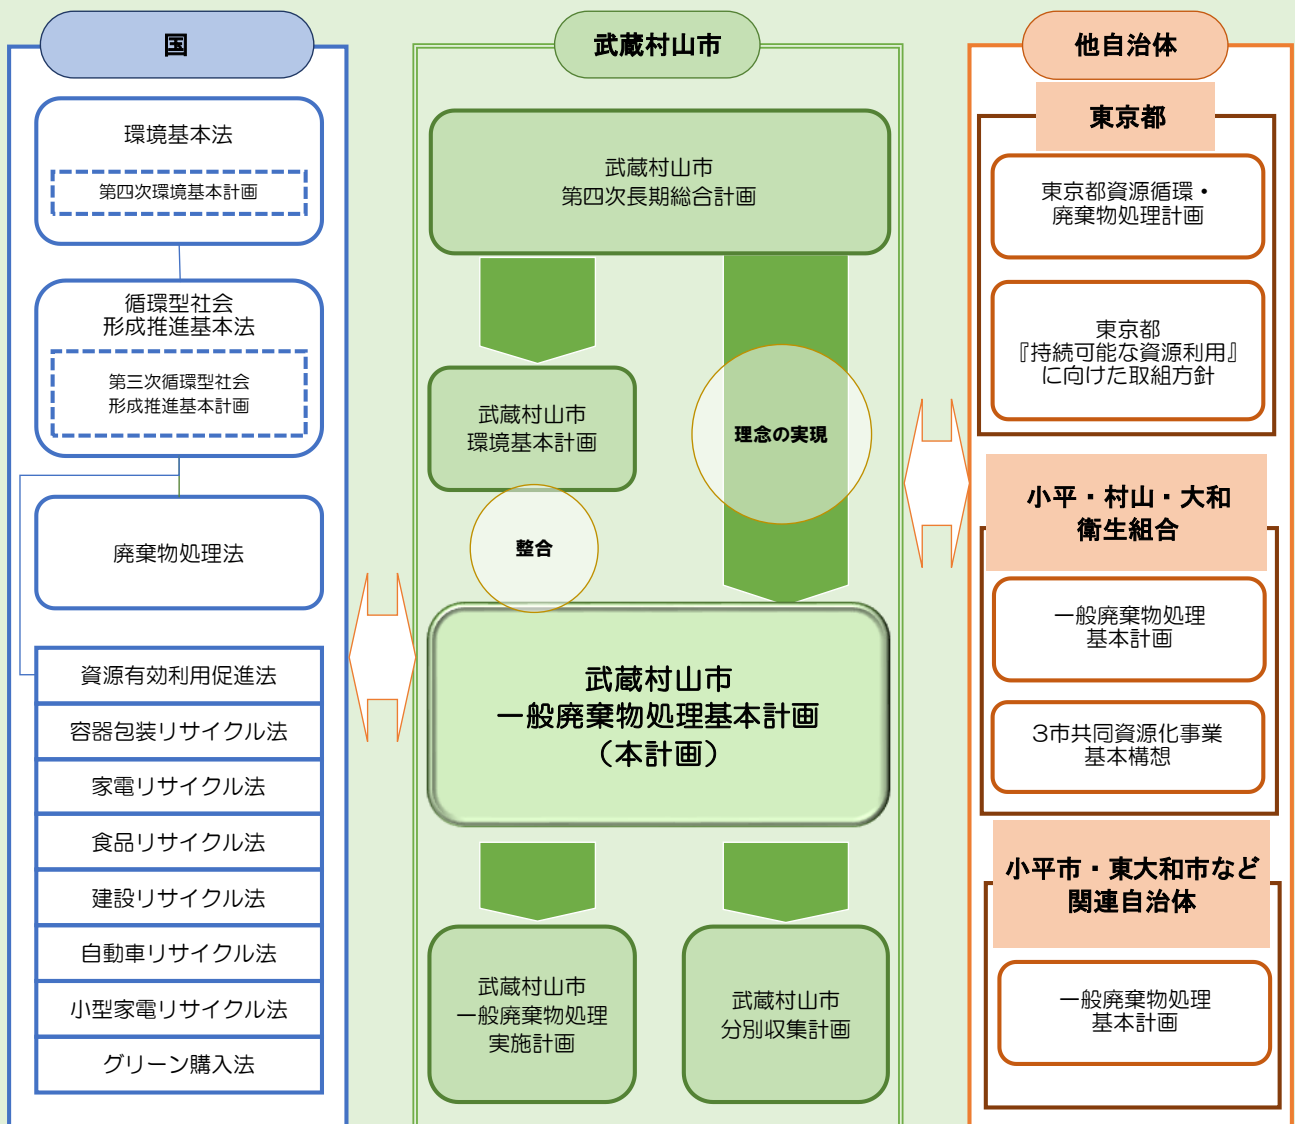 国
環境基本法
第四次環境基本計画
循環型社会
形成推進基本法
第三次循環型社会
形成推進基本計画
廃棄物処理法
資源有効利用促進法
容器包装リサイクル法
家電リサイクル法
食品リサイクル法
建設リサイクル法
自動車リサイクル法
小型家電リサイクル法
グリーン購入法
武蔵村山市
武蔵村山市
第四次長期総合計画
武蔵村山市
環境基本計画
理念の実現
整合
武蔵村山市
一般廃棄物処理基本計画
（本計画）
武蔵村山市
一般廃棄物処理
実施計画
武蔵村山市
分別収集計画
他自治体
東京都
東京都資源循環・
廃棄物処理計画
東京都
『持続可能な資源利用』
に向けた取組方針
小平・村山・大和
衛生組合
一般廃棄物処理
基本計画
3市共同資源化事業
基本構想
小平市・東大和市など
関連自治体
一般廃棄物処理
基本計画